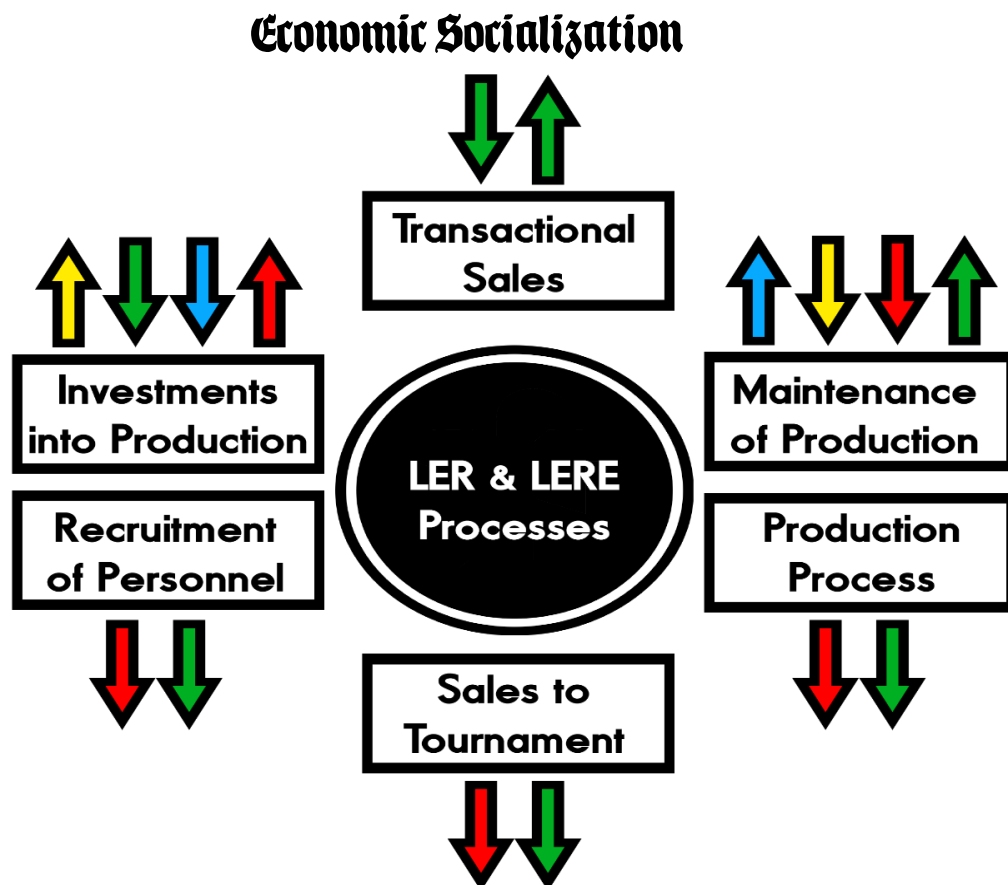 Economic Socialization
Transactional
Sales
Investments
into Production
Maintenance
of Production
LER & LERE
Processes
Recruitment
of Personnel
Production
Process
Sales to
Tournament